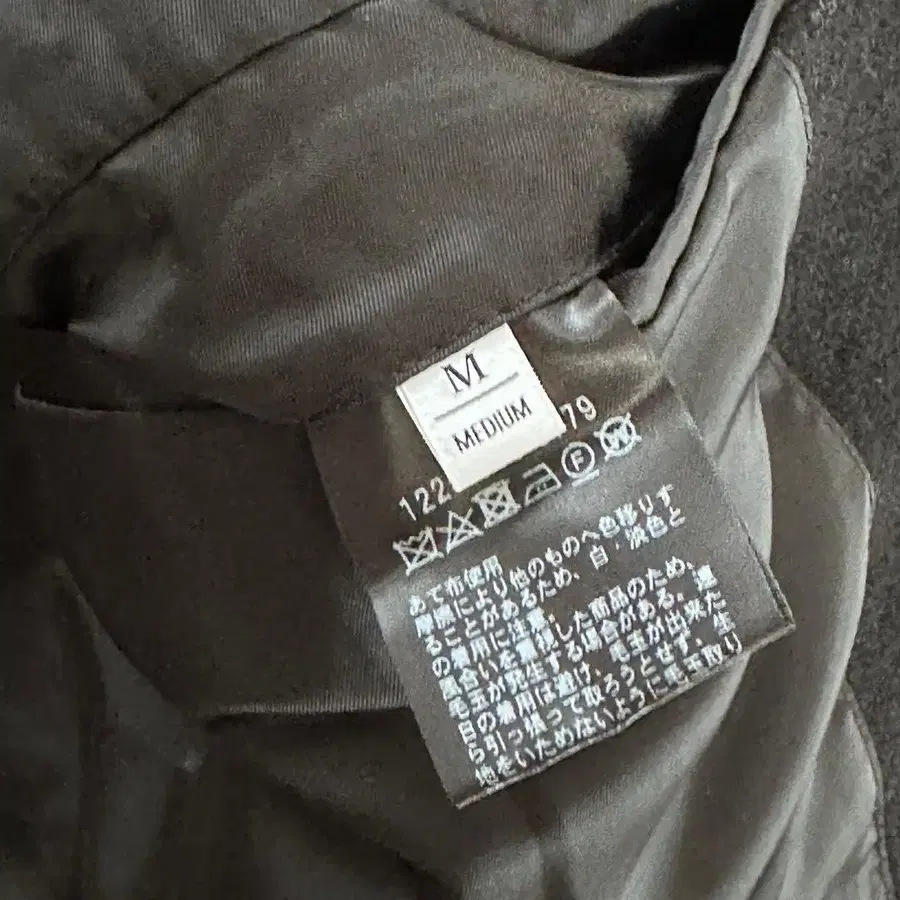 M
MEDIUM
122 79
F W
あて布使用
摩擦により他のものへ色移りす
ることがあるため、白・淡色と
の着用に注意。
風合いを重視した商品のため、
毛玉が発生する場合がある。連
日の着用は避け、毛玉が出来た
ら引っ張って取ろうとせず、生
地をいためないように毛玉取り